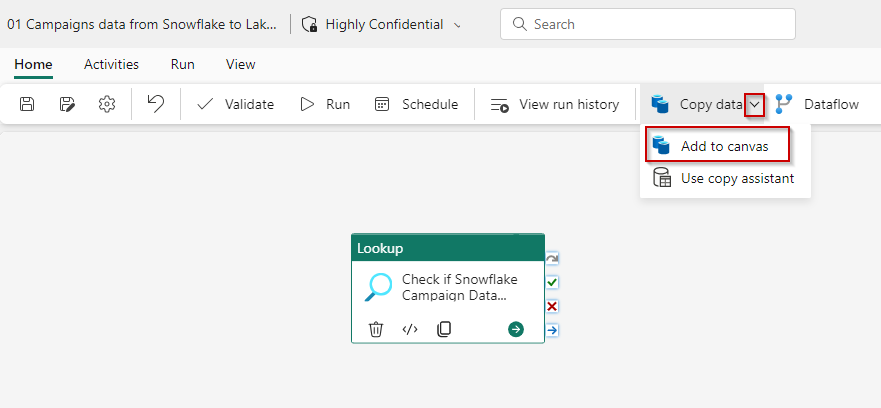 01 Campaigns data from Snowflake to Lak...
Highly Confidential
Search
Home
Activities
Run
View
Validate
Run
Schedule
View run history
Copy data
Dataflow
Add to canvas
Use copy assistant
Lookup
Check if Snowflake
Campaign Data...